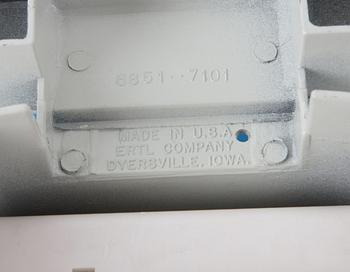 6851--7101
MADE IN U.S.A
ERTL COMPANY
DYERSVILLE, IOWA.